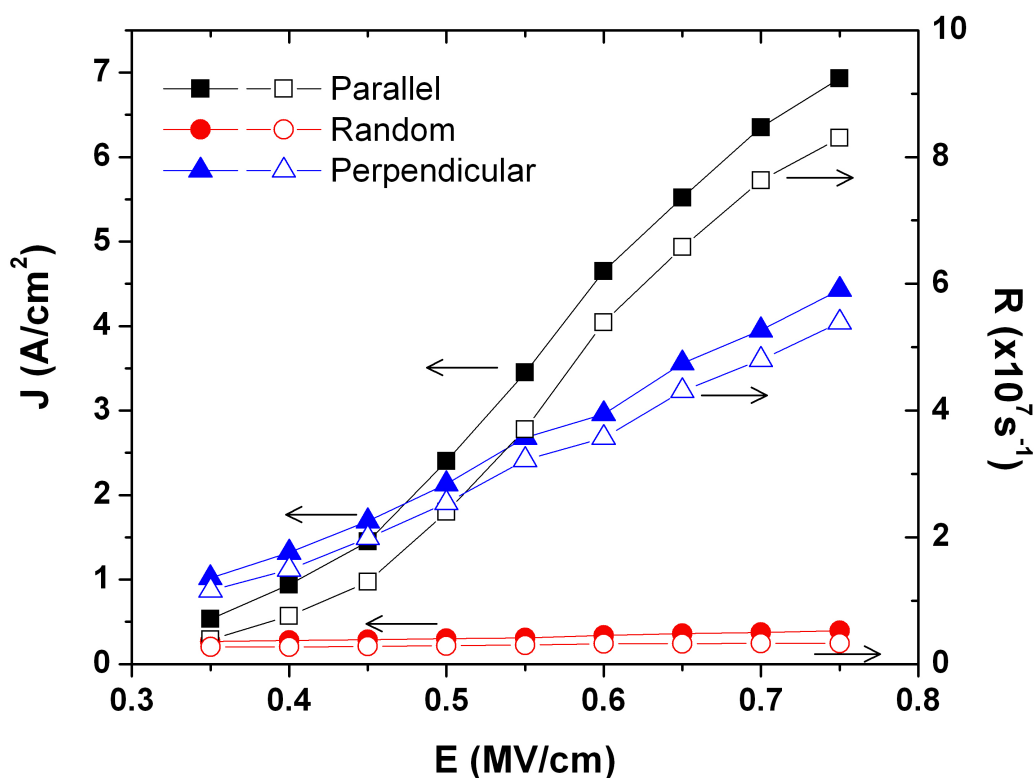 Parallel
Random
Perpendicular
J (A/cm²)
7
6
5
4
3
2
1
0
10
8
6
4
2
0
R (x10⁷s⁻¹)
0.3 0.4 0.5 0.6 0.7 0.8
E (MV/cm)